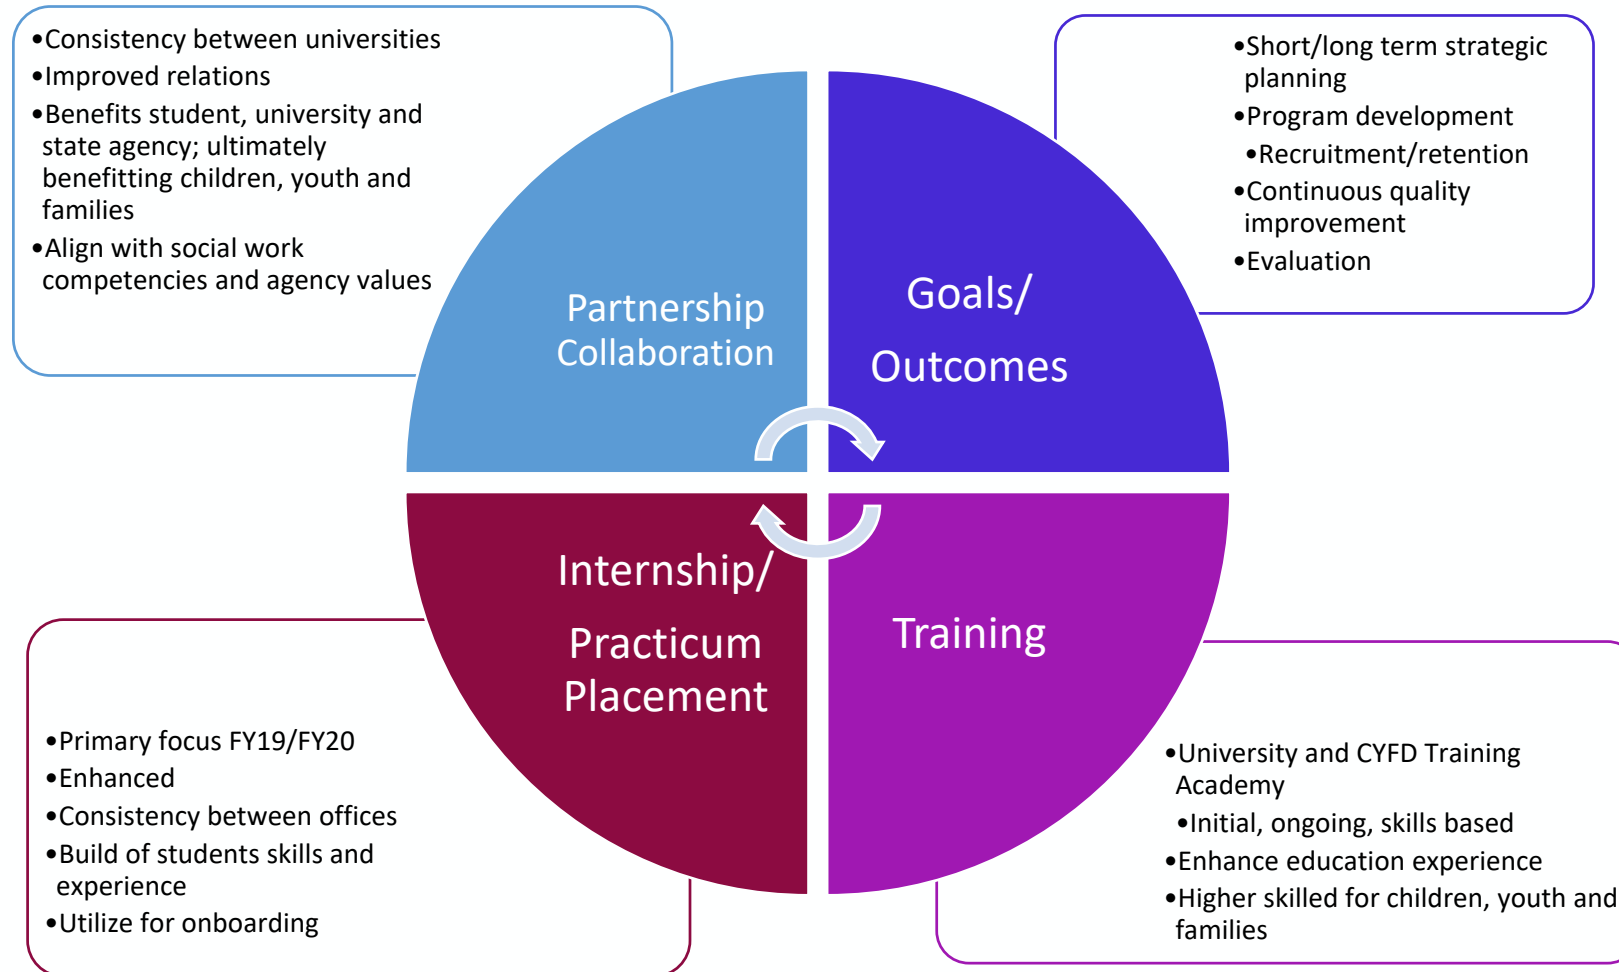 •Consistency between universities
•Improved relations
•Benefits student, university and
state agency; ultimately
benefitting children, youth and
families
•Align with social work
competencies and agency values
•Short/long term strategic
planning
•Program development
•Recruitment/retention
•Continuous quality
improvement
•Evaluation
Partnership
Collaboration
Goals/
Outcomes
Internship/
Practicum
Placement
Training
•Primary focus FY19/FY20
•Enhanced
•Consistency between offices
•Build of students skills and
experience
•Utilize for onboarding
•University and CYFD Training
Academy
•Initial, ongoing, skills based
•Enhance education experience
•Higher skilled for children, youth and
families